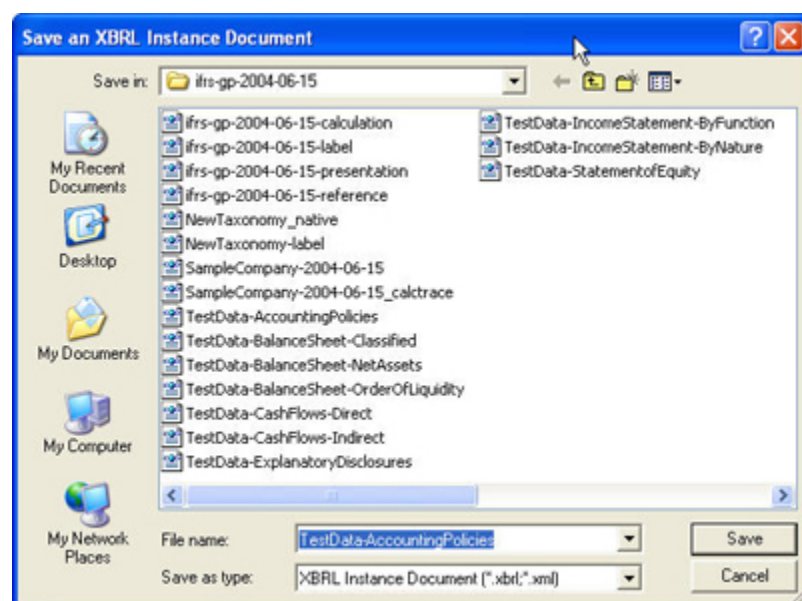 Save an XBRL Instance Document
Save in:
ifrs-gp-2004-06-15
My Recent
Documents
Desktop
My Documents
My Computer
My Network
Places
ifrs-gp-2004-06-15-calculation
ifrs-gp-2004-06-15-label
ifrs-gp-2004-06-15-presentation
ifrs-gp-2004-06-15-reference
NewTaxonomy_native
NewTaxonomy-label
SampleCompany-2004-06-15
SampleCompany-2004-06-15_calctrace
TestData-AccountingPolicies
TestData-BalanceSheet-Classified
TestData-BalanceSheet-NetAssets
TestData-BalanceSheet-OrderOfLiquidity
TestData-CashFlows-Direct
TestData-CashFlows-Indirect
TestData-ExplanatoryDisclosures
TestData-IncomeStatement-ByFunction
TestData-IncomeStatement-ByNature
TestData-StatementofEquity
File name:
TestData-AccountingPolicies
Save
Save as type:
XBRL Instance Document (*.xbrl;*.xml)
Cancel